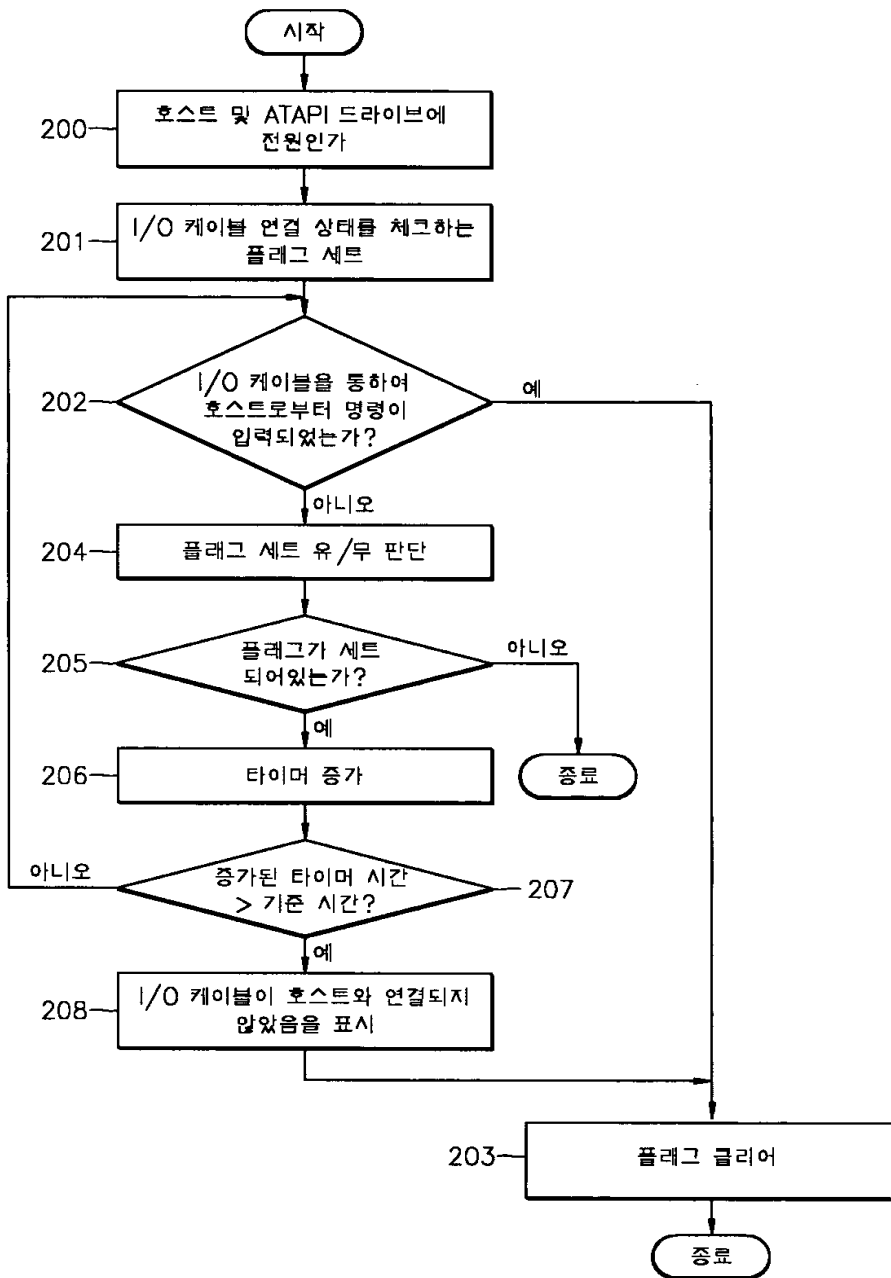 시작
200
호스트 및 ATAPI 드라이브에
전원인가
201
I/O 케이블 연결 상태를 체크하는
플래그 세트
202
I/O 케이블을 통하여
호스트로부터 명령이
입력되었는가?
예
아니오
204
플래그 세트 유/무 판단
205
플래그가 세트
되어있는가?
아니오
예
206
타이머 증가
종료
아니오
증가된 타이머 시간
> 기준 시간?
207
예
208
I/O 케이블이 호스트와 연결되지
않았음을 표시
203
플래그 클리어
종료